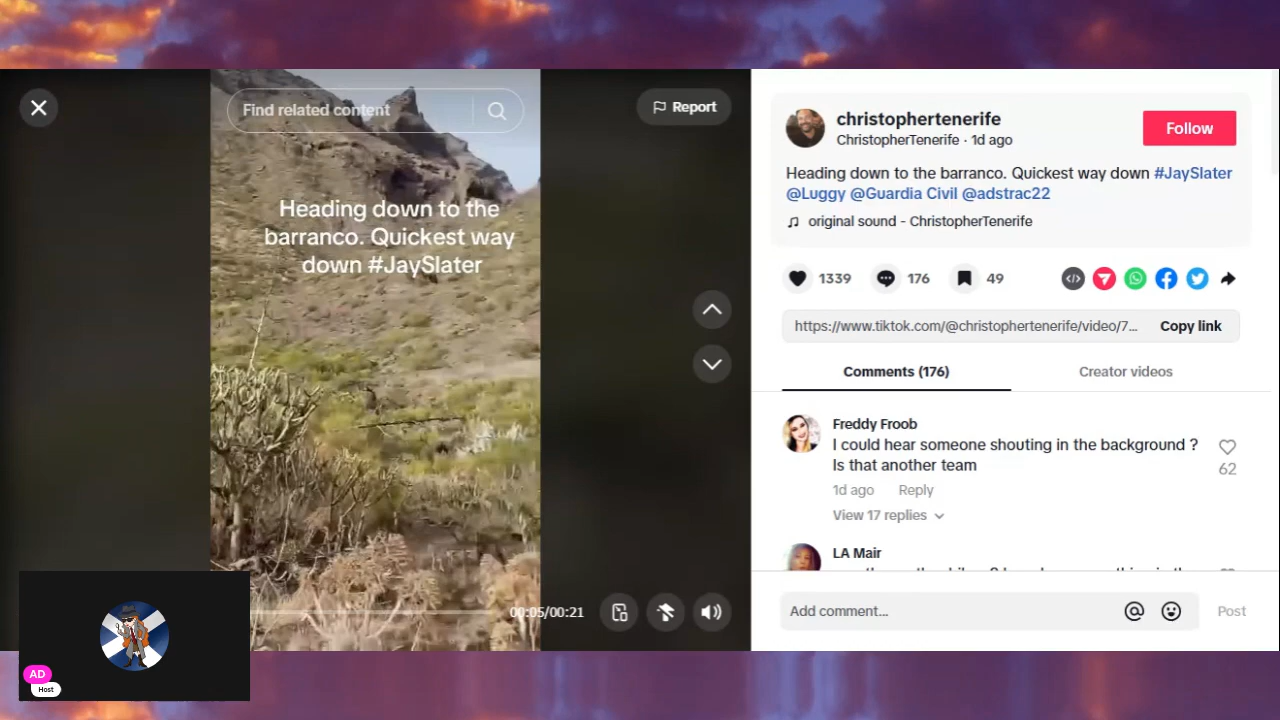 Find related content
Report
Heading down to the
barranco. Quickest way
down #JaySlater
00:05/00:21
AD
Host
christophertenerife
ChristopherTenerife · 1d ago
Follow
Heading down to the barranco. Quickest way down #JaySlater
@Luggy @Guardia Civil @adstrac22
original sound - ChristopherTenerife
1339
176
49
https://www.tiktok.com/@christophertenerife/video/7...
Copy link
Comments (176)
Creator videos
Freddy Froob
I could hear someone shouting in the background ?
Is that another team
62
1d ago
Reply
View 17 replies
LA Mair
Add comment...
Post